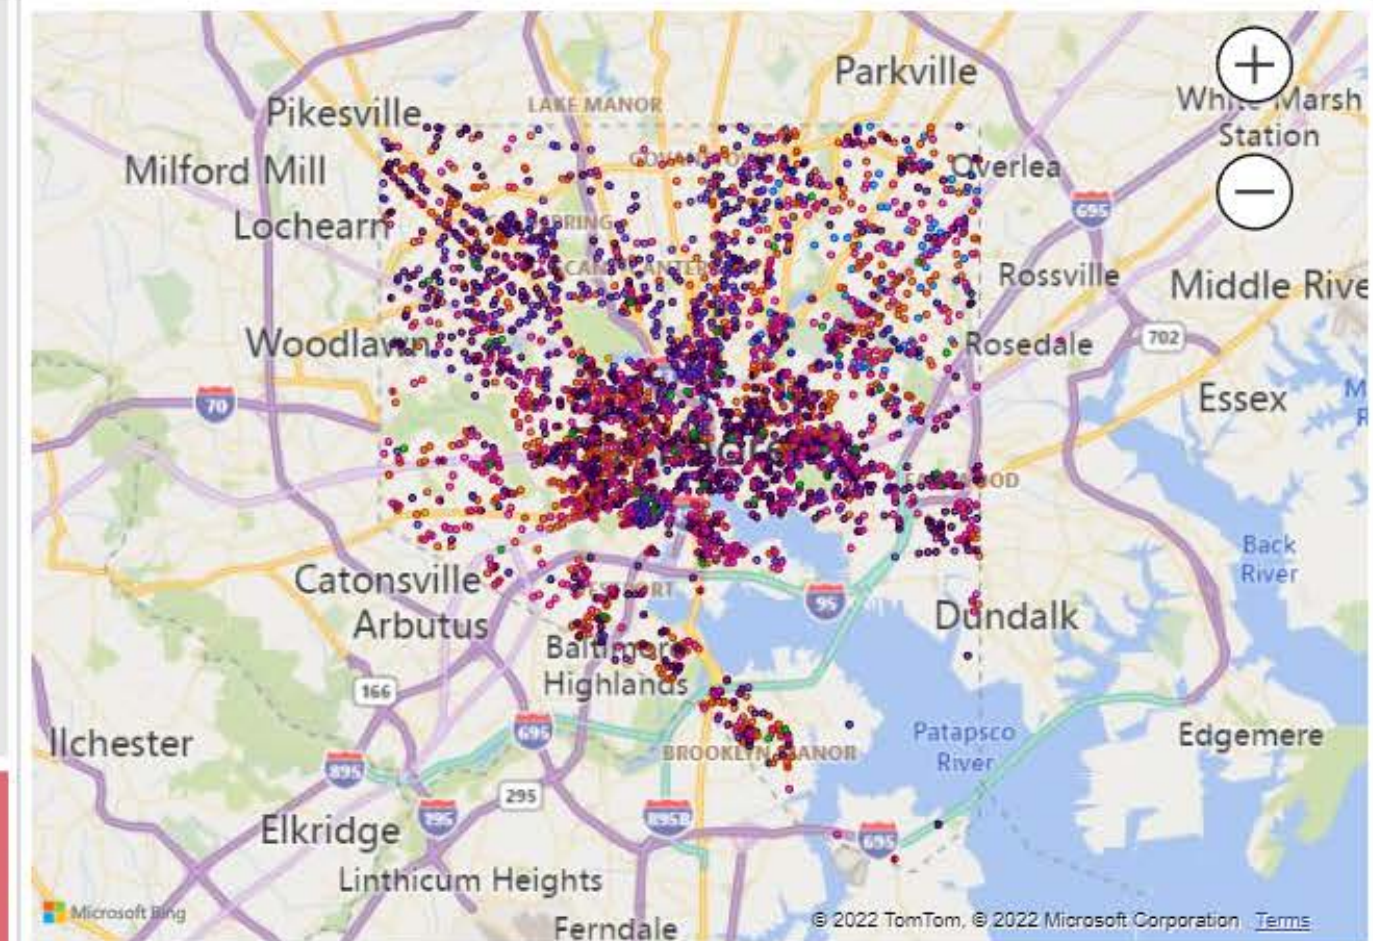 Parkville
+
White Marsh
Station
Pikesville
LAKE MANOR
Milford Mill
Overlea
−
Lochearn
695
Rossville
Middle Rive
Woodlawn
Rosedale
702
70
Essex
Back
River
Catonsville
95
Dundalk
Arbutus
Baltimore
Highlands
166
Ilchester
695
Patapsco
River
Edgemere
BROOKLYN MANOR
895
295
Elkridge
795
895B
695
Linthicum Heights
Microsoft Bing
Ferndale
© 2022 TomTom, © 2022 Microsoft Corporation Terms